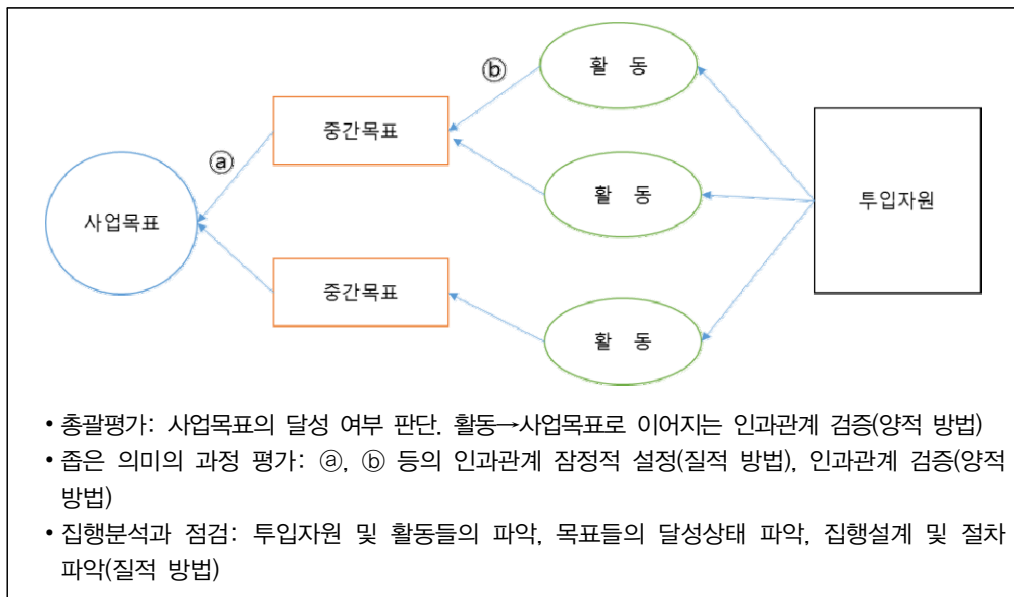 ⓑ
활 동
중간목표
ⓐ
활 동
투입자원
사업목표
중간목표
활 동
• 총괄평가: 사업목표의 달성 여부 판단. 활동→사업목표로 이어지는 인과관계 검증(양적 방법)
• 좁은 의미의 과정 평가: ⓐ, ⓑ 등의 인과관계 잠정적 설정(질적 방법), 인과관계 검증(양적
방법)
• 집행분석과 점검: 투입자원 및 활동들의 파악, 목표들의 달성상태 파악, 집행설계 및 절차
파악(질적 방법)